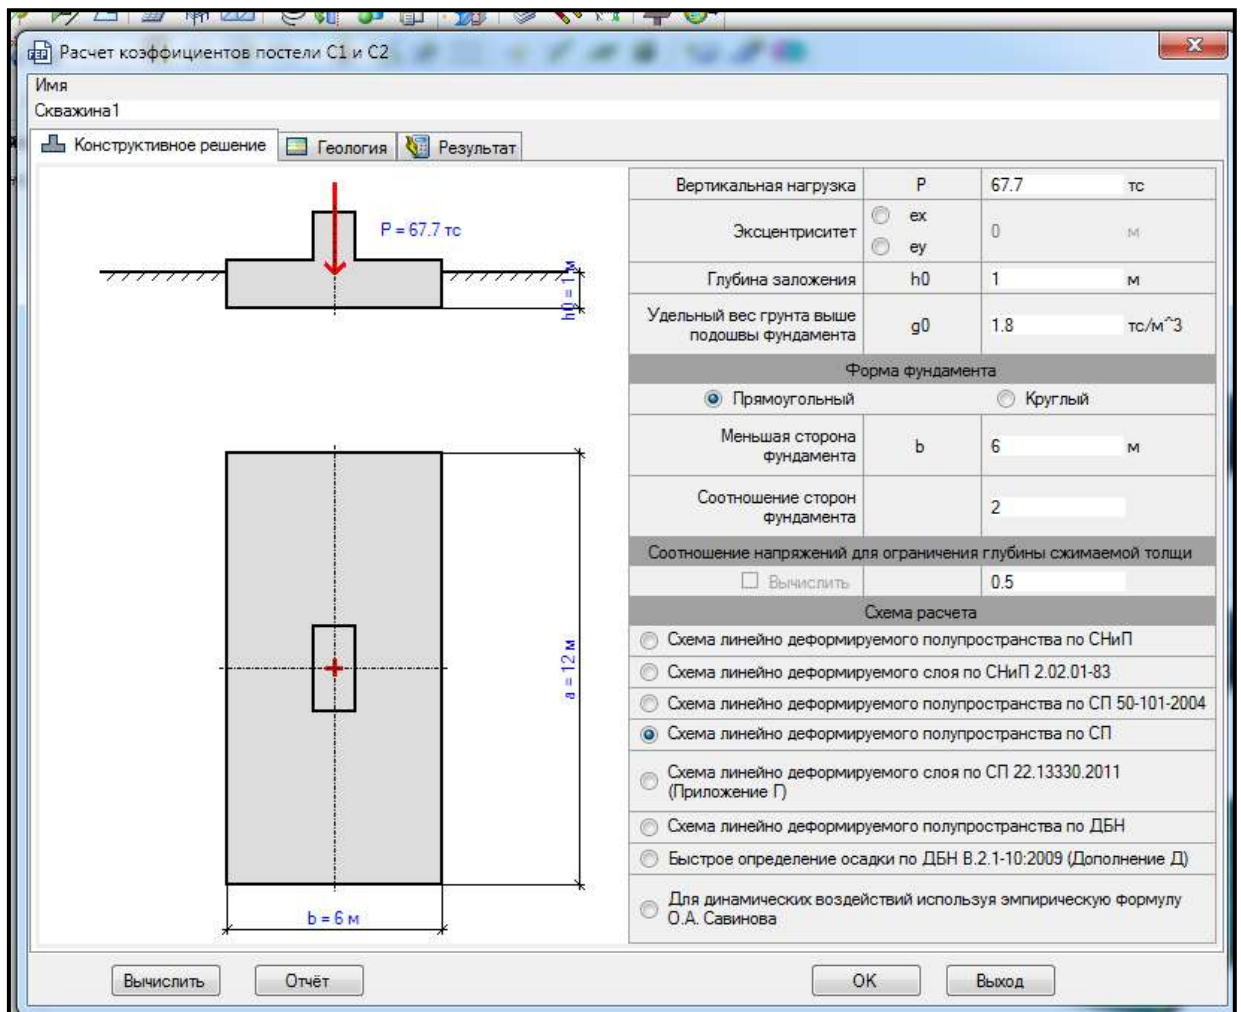 Расчет коэффициентов постели С1 и С2
Имя
Скважина1
Конструктивное решение
Геология
Результат
P = 67.7 тс
h0 = 1 м
a = 12 м
b = 6 м
Вертикальная нагрузка P 67.7 тс
Эксцентриситет ex ey 0 м
Глубина заложения h0 1 м
Удельный вес грунта выше
подошвы фундамента g0 1.8 тс/м^3
Форма фундамента
Прямоугольный Круглый
Меньшая сторона
фундамента b 6 м
Соотношение сторон
фундамента 2
Соотношение напряжений для ограничения глубины сжимаемой толщи
Вычислить 0.5
Схема расчета
Схема линейно деформируемого полупространства по СНиП
Схема линейно деформируемого слоя по СНиП 2.02.01-83
Схема линейно деформируемого полупространства по СП 50-101-2004
Схема линейно деформируемого полупространства по СП
Схема линейно деформируемого слоя по СП 22.13330.2011
(Приложение Г)
Схема линейно деформируемого полупространства по ДБН
Быстрое определение осадки по ДБН В.2.1-10:2009 (Дополнение Д)
Для динамических воздействий используя эмпирическую формулу
О.А. Савинова
Вычислить
Отчёт
OK
Выход